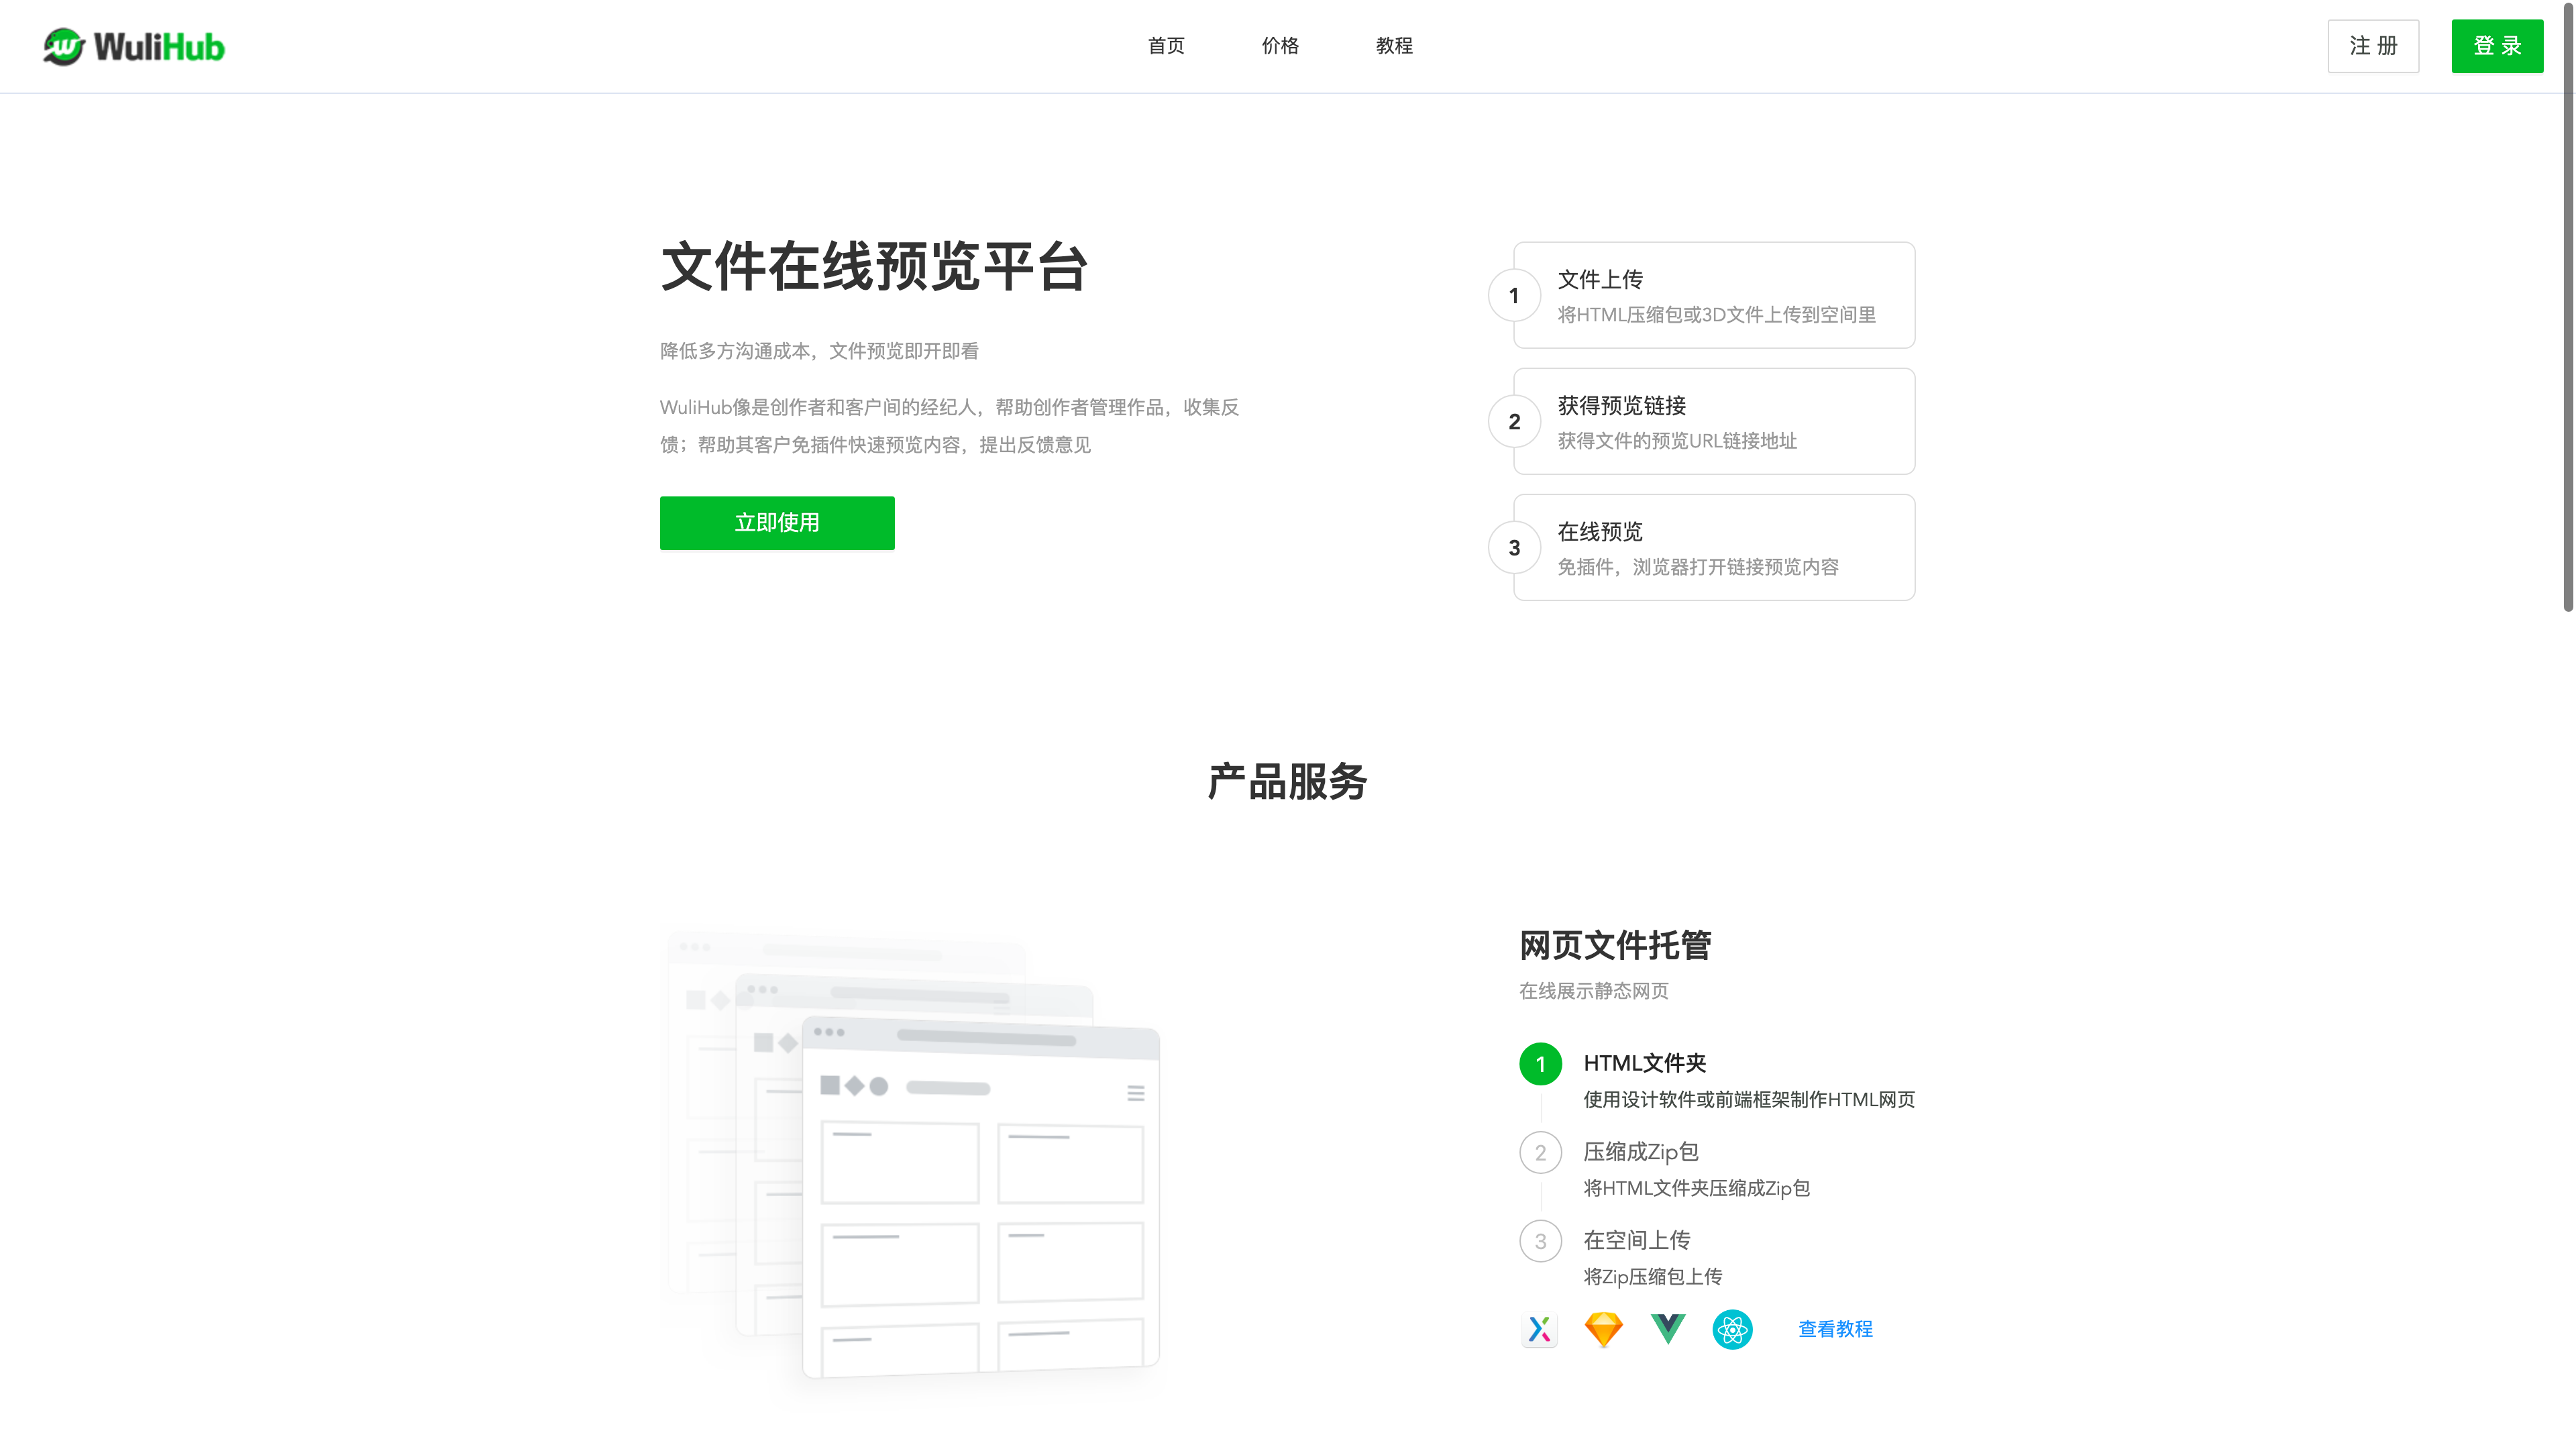 WuliHub
首页
价格
教程
注 册
登 录
文件在线预览平台
降低多方沟通成本，文件预览即开即看
WuliHub像是创作者和客户间的经纪人，帮助创作者管理作品，收集反
馈；帮助其客户免插件快速预览内容，提出反馈意见
立即使用
1
文件上传
将HTML压缩包或3D文件上传到空间里
2
获得预览链接
获得文件的预览URL链接地址
3
在线预览
免插件，浏览器打开链接预览内容
产品服务
网页文件托管
在线展示静态网页
1
HTML文件夹
使用设计软件或前端框架制作HTML网页
2
压缩成Zip包
将HTML文件夹压缩成Zip包
3
在空间上传
将Zip压缩包上传
查看教程